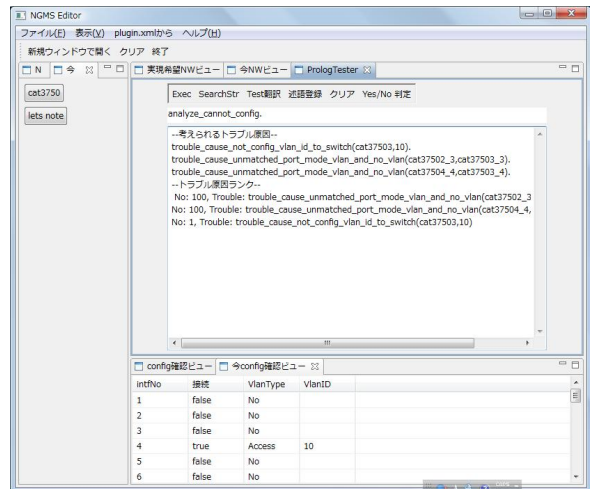 NGMS Editor
ファイル(F) 表示(V) plugin.xmlから ヘルプ(H)
新規ウィンドウで開く クリア 終了
N 今
実現希望NWビュー 今NWビュー PrologTester
cat3750
lets note
Exec SearchStr Test翻訳 述語登録 クリア Yes/No 判定
analyze_cannot_config.
--考えられるトラブル原因--
trouble_cause_not_config_vlan_id_to_switch(cat37503,10).
trouble_cause_unmatched_port_mode_vlan_and_no_vlan(cat37502_3,cat37503_3).
trouble_cause_unmatched_port_mode_vlan_and_no_vlan(cat37504_4,cat37503_4).
--トラブル原因ランク--
No: 100, Trouble: trouble_cause_unmatched_port_mode_vlan_and_no_vlan(cat37502_3
No: 100, Trouble: trouble_cause_unmatched_port_mode_vlan_and_no_vlan(cat37504_4,
No: 1, Trouble: trouble_cause_not_config_vlan_id_to_switch(cat37503,10)
config確認ビュー 今config確認ビュー
intfNo 接続 VlanType VlanID
1 false No
2 false No
3 false No
4 true Access 10
5 false No
6 false No